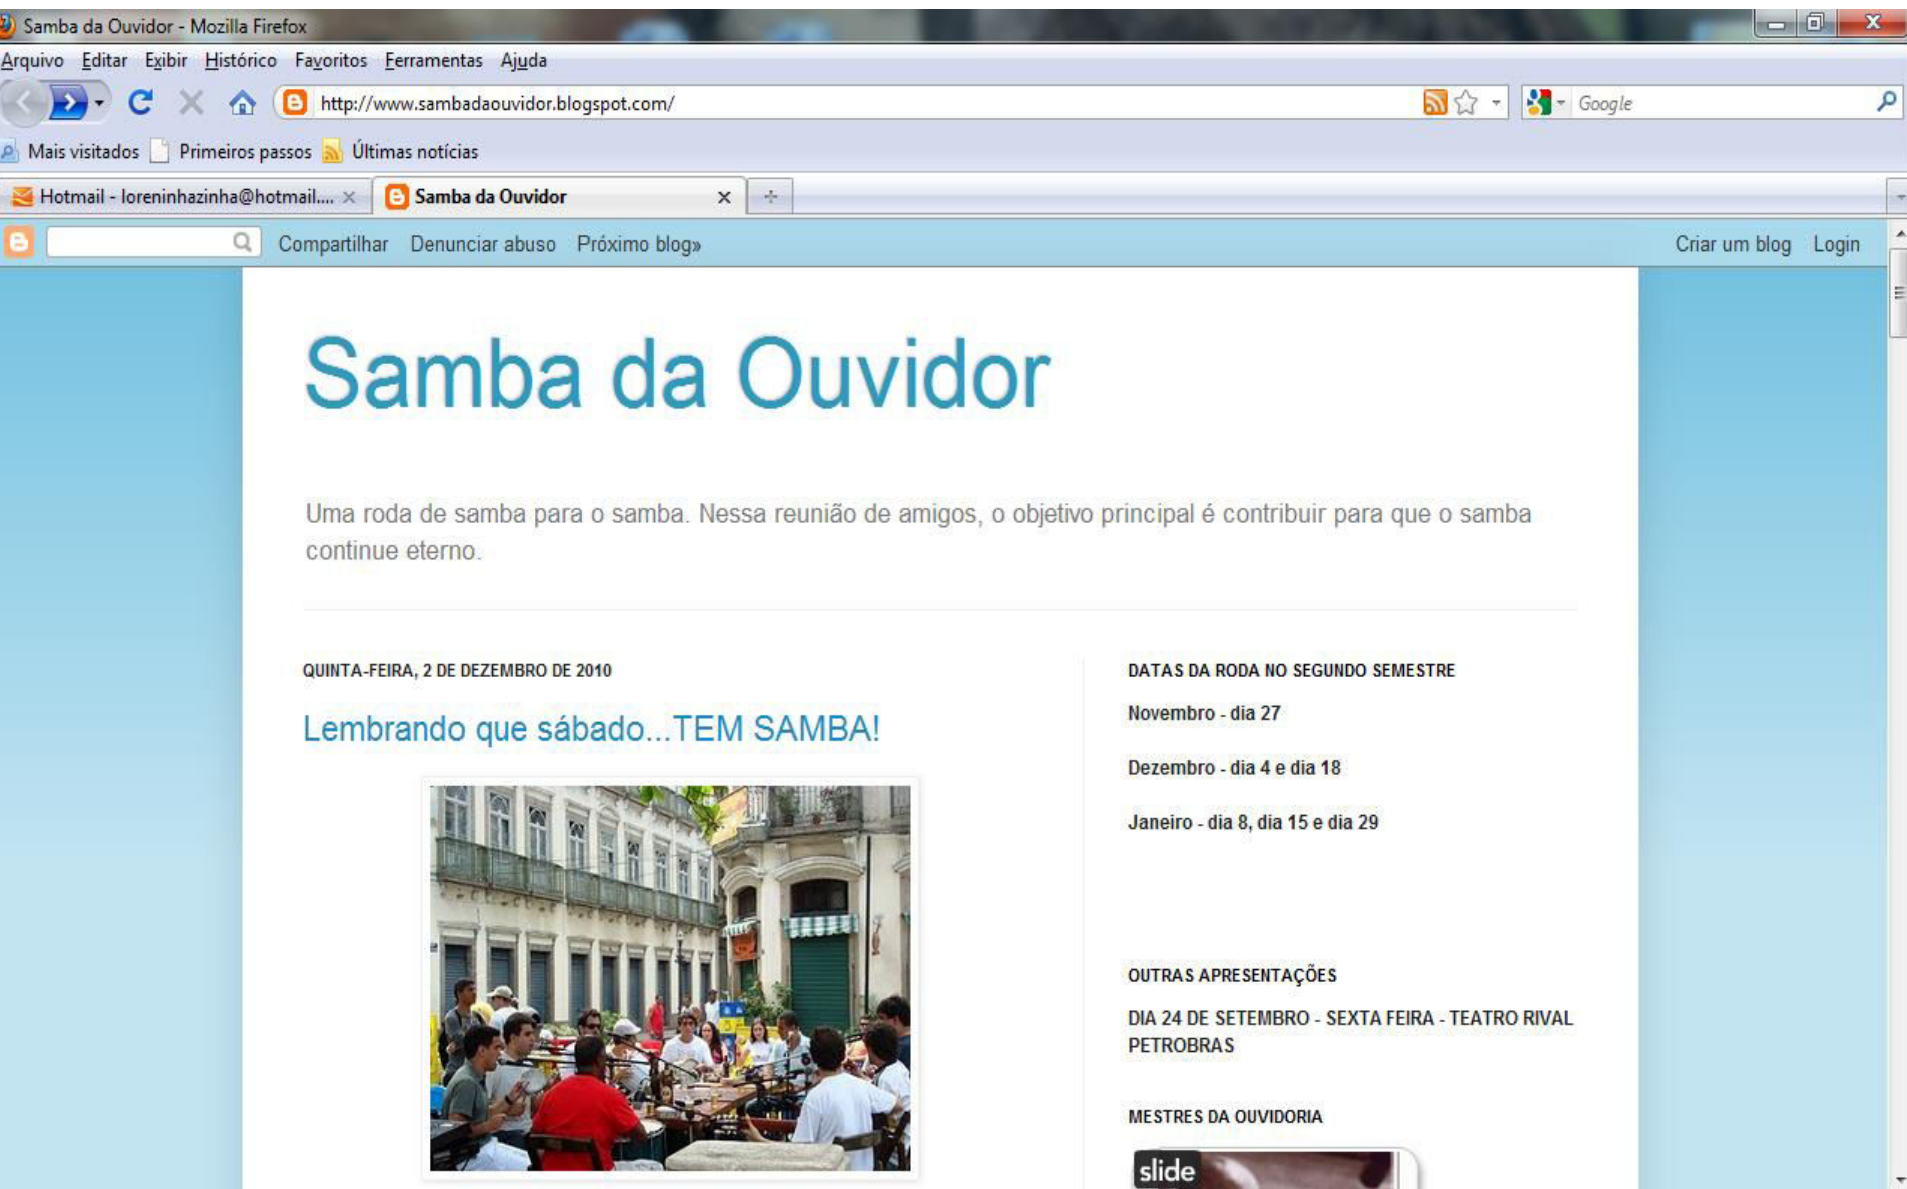 Samba da Ouvidor - Mozilla Firefox
Arquivo Editar Exibir Histórico Favoritos Ferramentas Ajuda
http://www.sambadaouvidor.blogspot.com/ Google
Mais visitados Primeiros passos Últimas notícias
Hotmail - loreninhazinha@hotmail.... Samba da Ouvidor
Compartilhar Denunciar abuso Próximo blog» Criar um blog Login
Samba da Ouvidor
Uma roda de samba para o samba. Nessa reunião de amigos, o objetivo principal é contribuir para que o samba
continue eterno.
QUINTA-FEIRA, 2 DE DEZEMBRO DE 2010
Lembrando que sábado...TEM SAMBA!
DATAS DA RODA NO SEGUNDO SEMESTRE
Novembro - dia 27
Dezembro - dia 4 e dia 18
Janeiro - dia 8, dia 15 e dia 29
OUTRAS APRESENTAÇÕES
DIA 24 DE SETEMBRO - SEXTA FEIRA - TEATRO RIVAL
PETROBRAS
MESTRES DA OUVIDORIA
slide